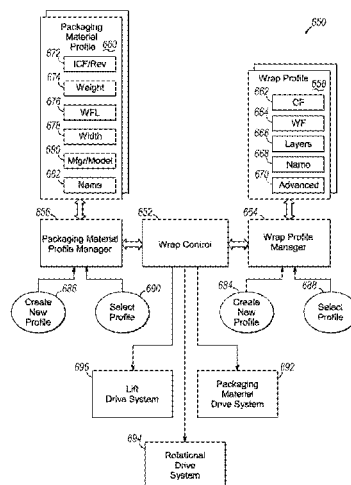 Packaging
Material
Profile
660
672
ICF/Rev
674
Weight
676
WFL
678
Width
680
Mfgr/Model
682
Name
650
Wrap Profile
658
662
CF
664
WF
666
Layers
668
Name
670
Advanced
656
Packaging Material
Profile Manager
652
Wrap Control
654
Wrap Profile
Manager
Create
New
Profile
686
Select
Profile
690
684
Create
New
Profile
688
Select
Profile
696
Lift
Drive System
692
Packaging
Material
Drive System
694
Rotational
Drive
System